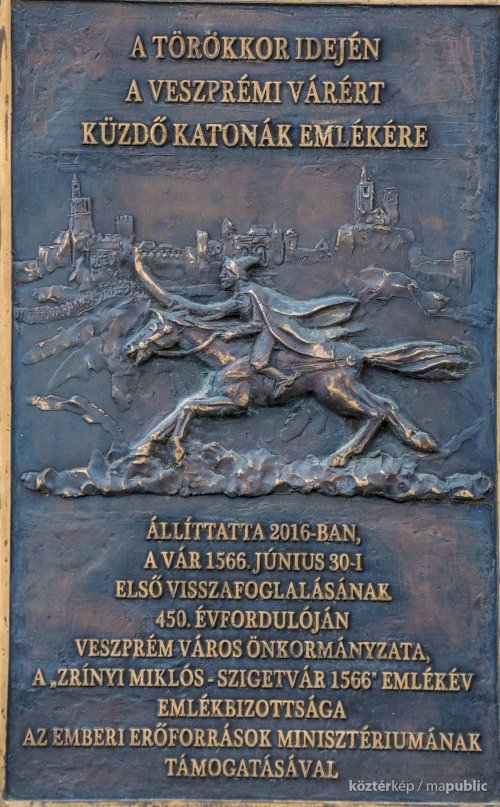 A TÖRÖKKOR IDEJÉN
A VESZPRÉMI VÁRÉRT
KÜZDŐ KATONÁK EMLÉKÉRE
ÁLLÍTTATTA 2016-BAN,
A VÁR 1566. JÚNIUS 30-I
ELSŐ VISSZAFOGLALÁSÁNAK
450. ÉVFORDULÓJÁN
VESZPRÉM VÁROS ÖNKORMÁNYZATA,
A „ZRÍNYI MIKLÓS - SZIGETVÁR 1566" EMLÉKÉV
EMLÉKBIZOTTSÁGA
AZ EMBERI ERŐFORRÁSOK MINISZTÉRIUMÁNAK
TÁMOGATÁSÁVAL
köztérkép / mapublic